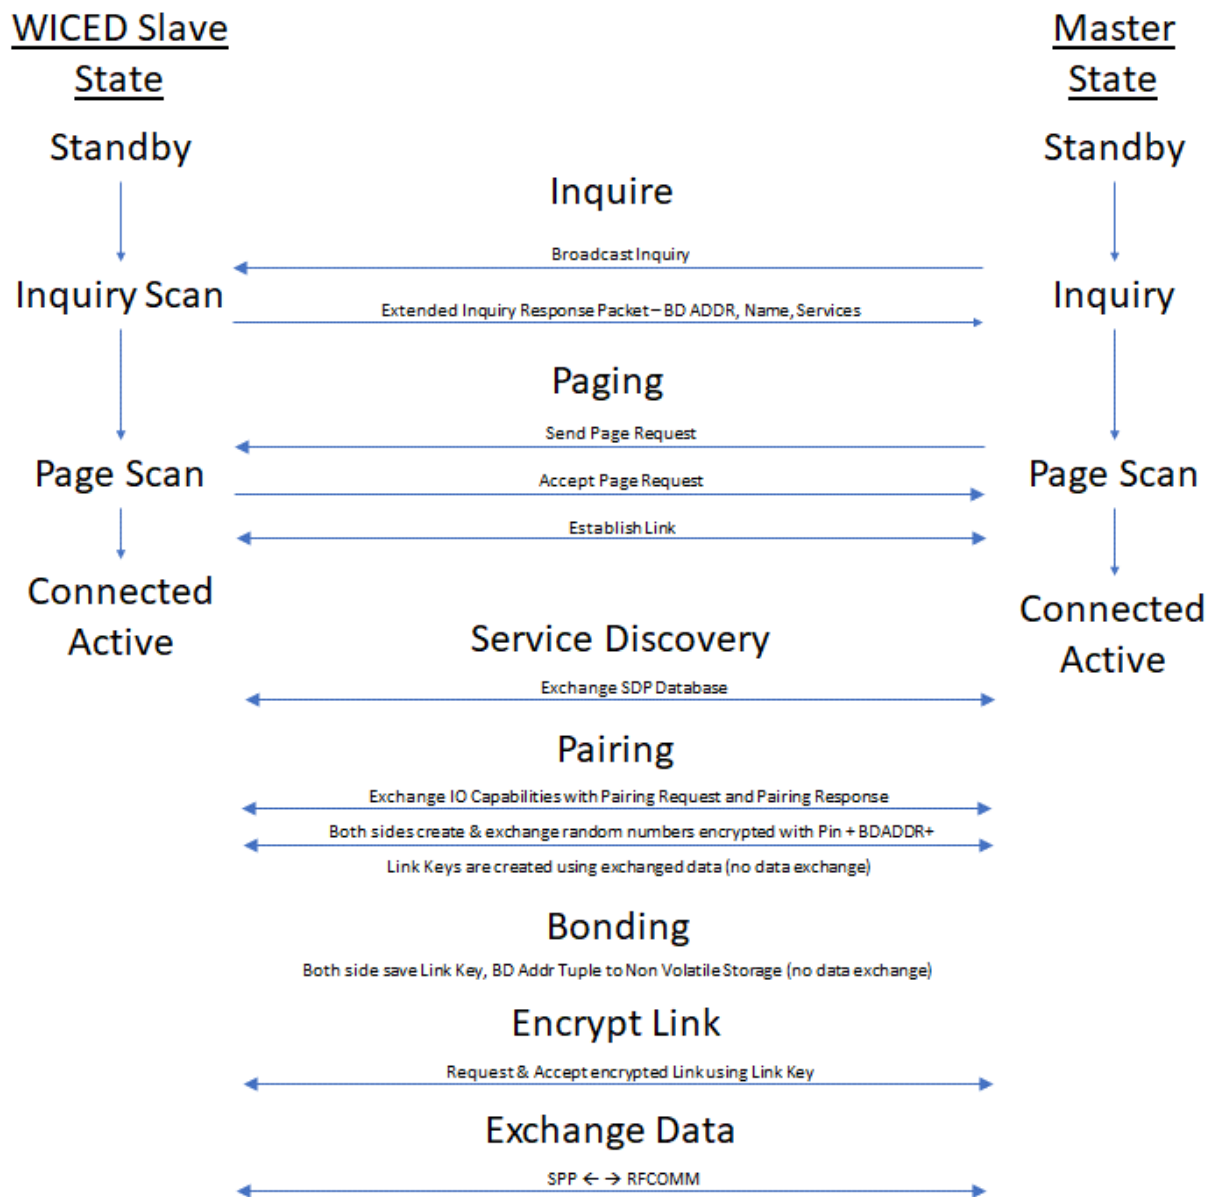 WICED Slave
State
Master
State
Standby
Standby
Inquire
Broadcast Inquiry
Inquiry Scan
Inquiry
Extended Inquiry Response Packet – BD ADDR, Name, Services
Paging
Send Page Request
Page Scan
Page Scan
Accept Page Request
Establish Link
Connected
Active
Connected
Active
Service Discovery
Exchange SDP Database
Pairing
Exchange IO Capabilities with Pairing Request and Pairing Response
Both sides create & exchange random numbers encrypted with Pin + BDADDR+
Link Keys are created using exchanged data (no data exchange)
Bonding
Both side save Link Key, BD Addr Tuple to Non Volatile Storage (no data exchange)
Encrypt Link
Request & Accept encrypted Link using Link Key
Exchange Data
SPP ← → RFCOMM